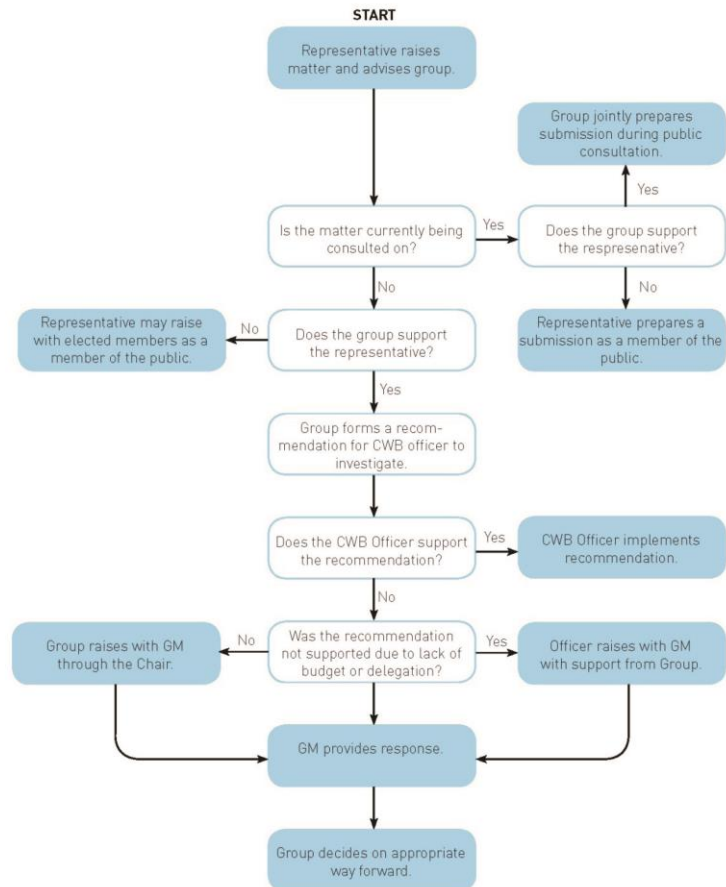 START
Representative raises
matter and advises group.
Group jointly prepares
submission during public
consultation.
Yes
Is the matter currently being
consulted on?
Yes
Does the group support
the respresenative?
No
No
Representative may raise
with elected members as a
member of the public.
No
Does the group support
the representative?
Representative prepares a
submission as a member of the
public.
Yes
Group forms a recom-
mendation for CWB officer to
investigate.
Does the CWB Officer support
the recommendation?
Yes
CWB Officer implements
recommendation.
No
Group raises with GM
through the Chair.
No
Was the recommendation
not supported due to lack of
budget or delegation?
Yes
Officer raises with GM
with support from Group.
GM provides response.
Group decides on appropriate
way forward.